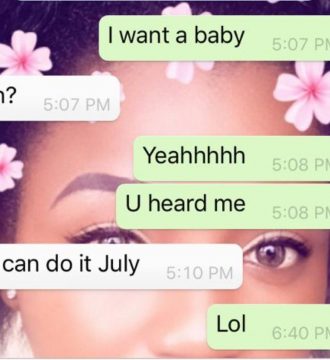 I want a baby
5:07 PM
?
5:07 PM
Yeahhhhh
5:08 PM
U heard me
5:08 PM
can do it July
5:10 PM
Lol
6:40 PM